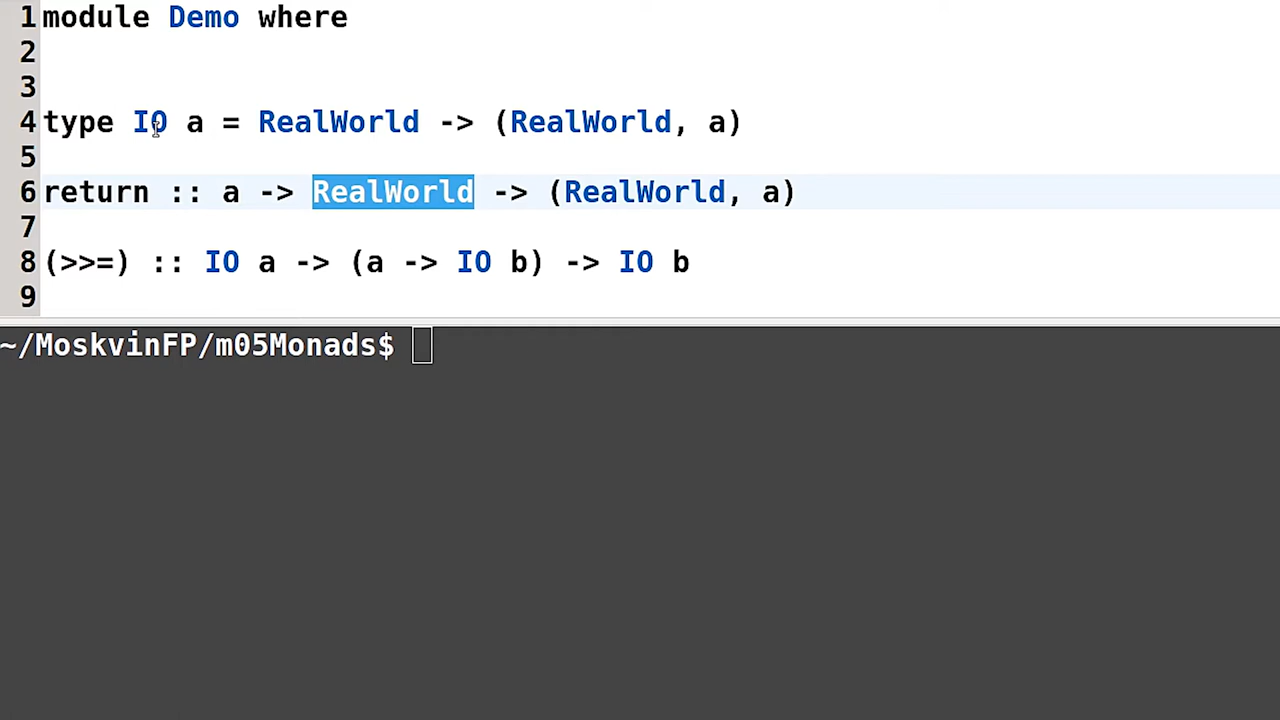 1 module Demo where
2
3
4 type IO a = RealWorld -> (RealWorld, a)
5
6 return :: a -> RealWorld -> (RealWorld, a)
7
8 (>>=) :: IO a -> (a -> IO b) -> IO b
9
~/MoskvinFP/m05Monads$